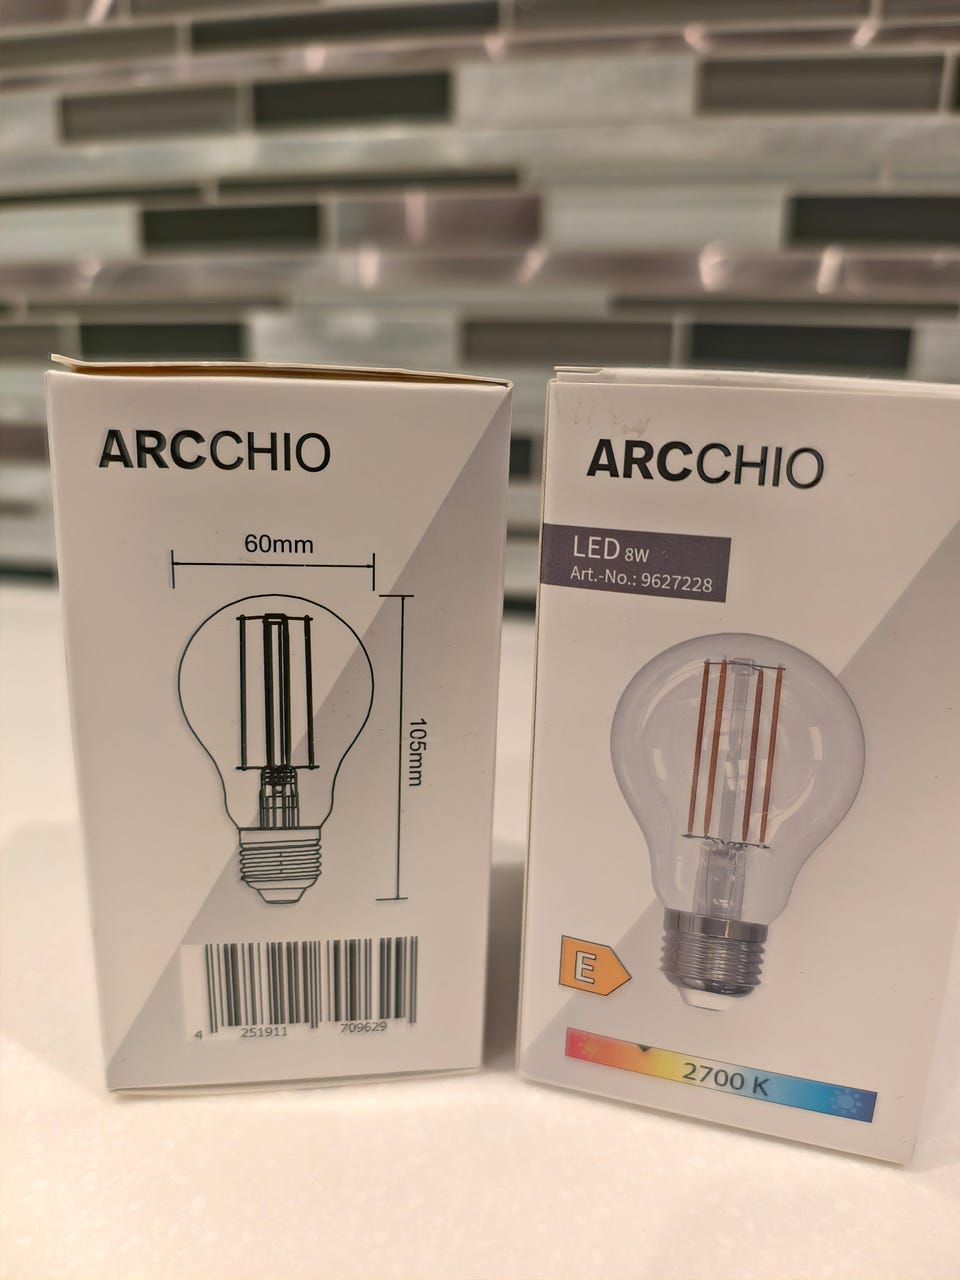 ARCCHIO
60mm
105mm
4 251911 709629
ARCCHIO
LED 8W
Art.-No.: 9627228
E
2700 K